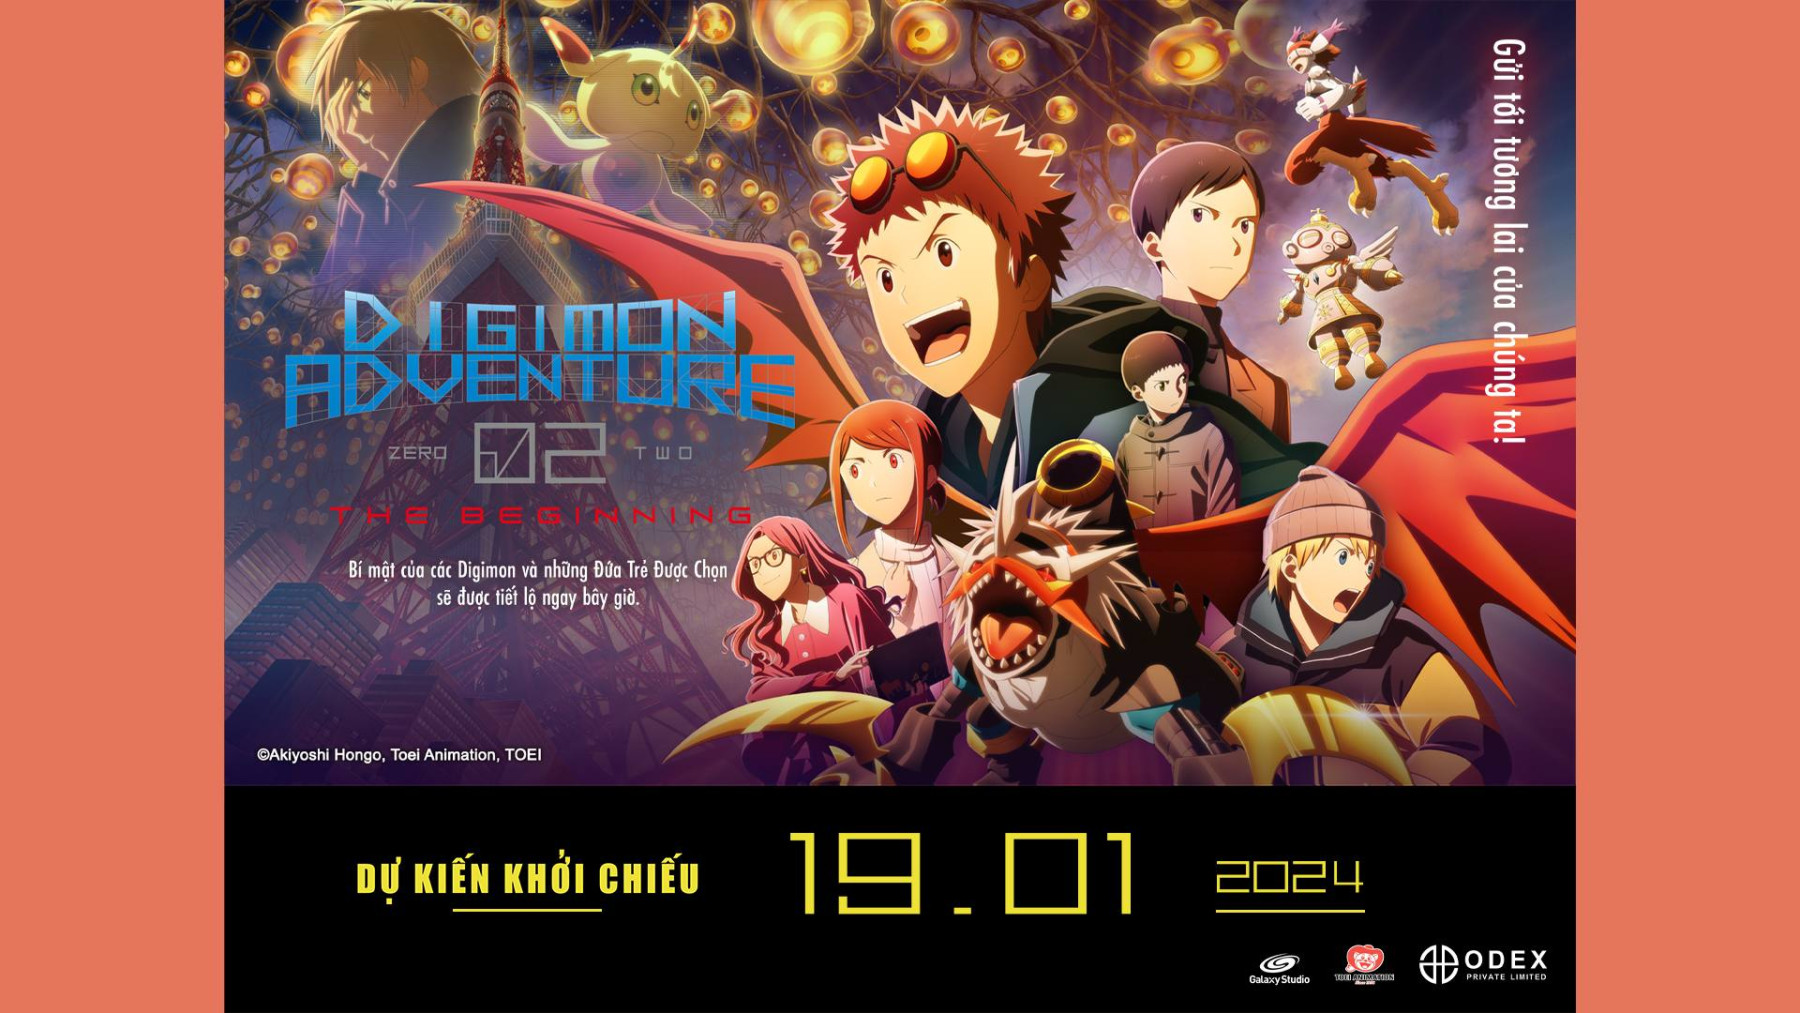 DIGIMON
ADVENTURE
ZERO 02 TWO
THE BEGINNING
Bí mật của các Digimon và những Đứa Trẻ Được Chọn
sẽ được tiết lộ ngay bây giờ.
Gửi tới tương lai của chúng ta!
©Akiyoshi Hongo, Toei Animation, TOEI
DỰ KIẾN KHỞI CHIẾU 19.01 2024
Galaxy Studio
TOEI ANIMATION
ODEX
PRIVATE LIMITED